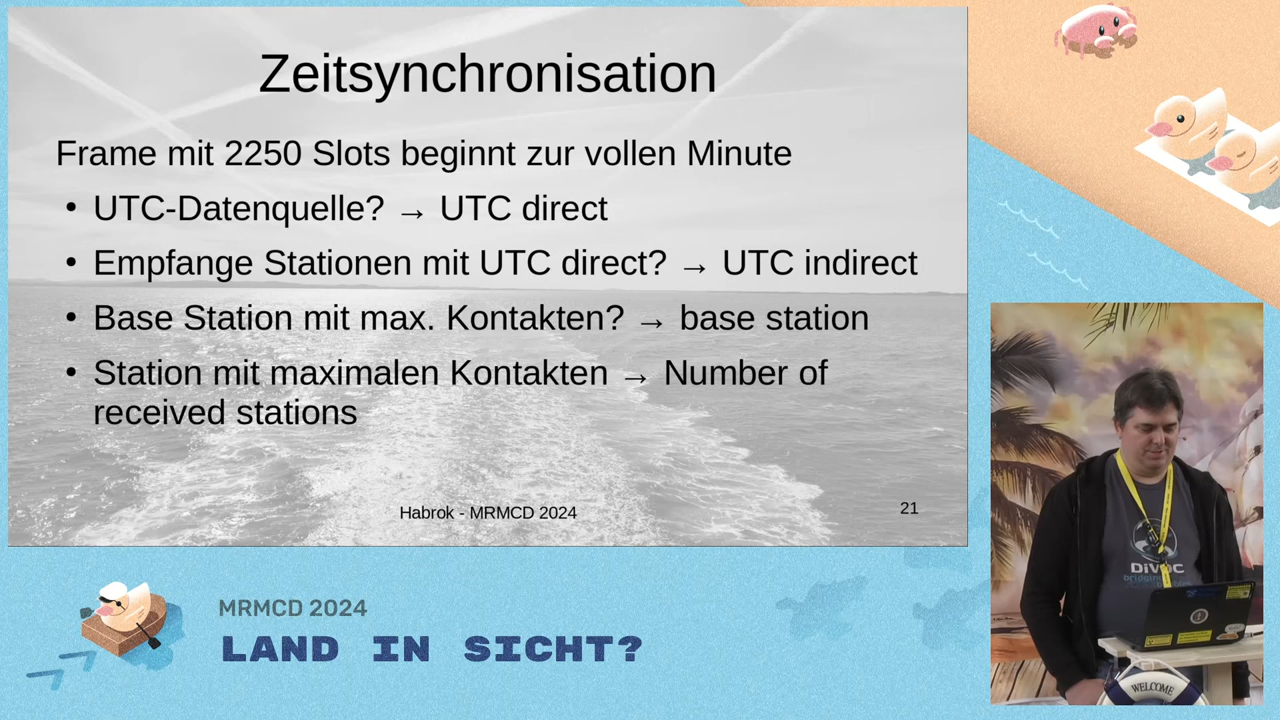 Zeitsynchronisation
Frame mit 2250 Slots beginnt zur vollen Minute
• UTC-Datenquelle? → UTC direct
• Empfange Stationen mit UTC direct? → UTC indirect
• Base Station mit max. Kontakten? → base station
• Station mit maximalen Kontakten → Number of
received stations
Habrok - MRMCD 2024
21
MRMCD 2024
LAND IN SICHT?
DiVOC
WELCOME